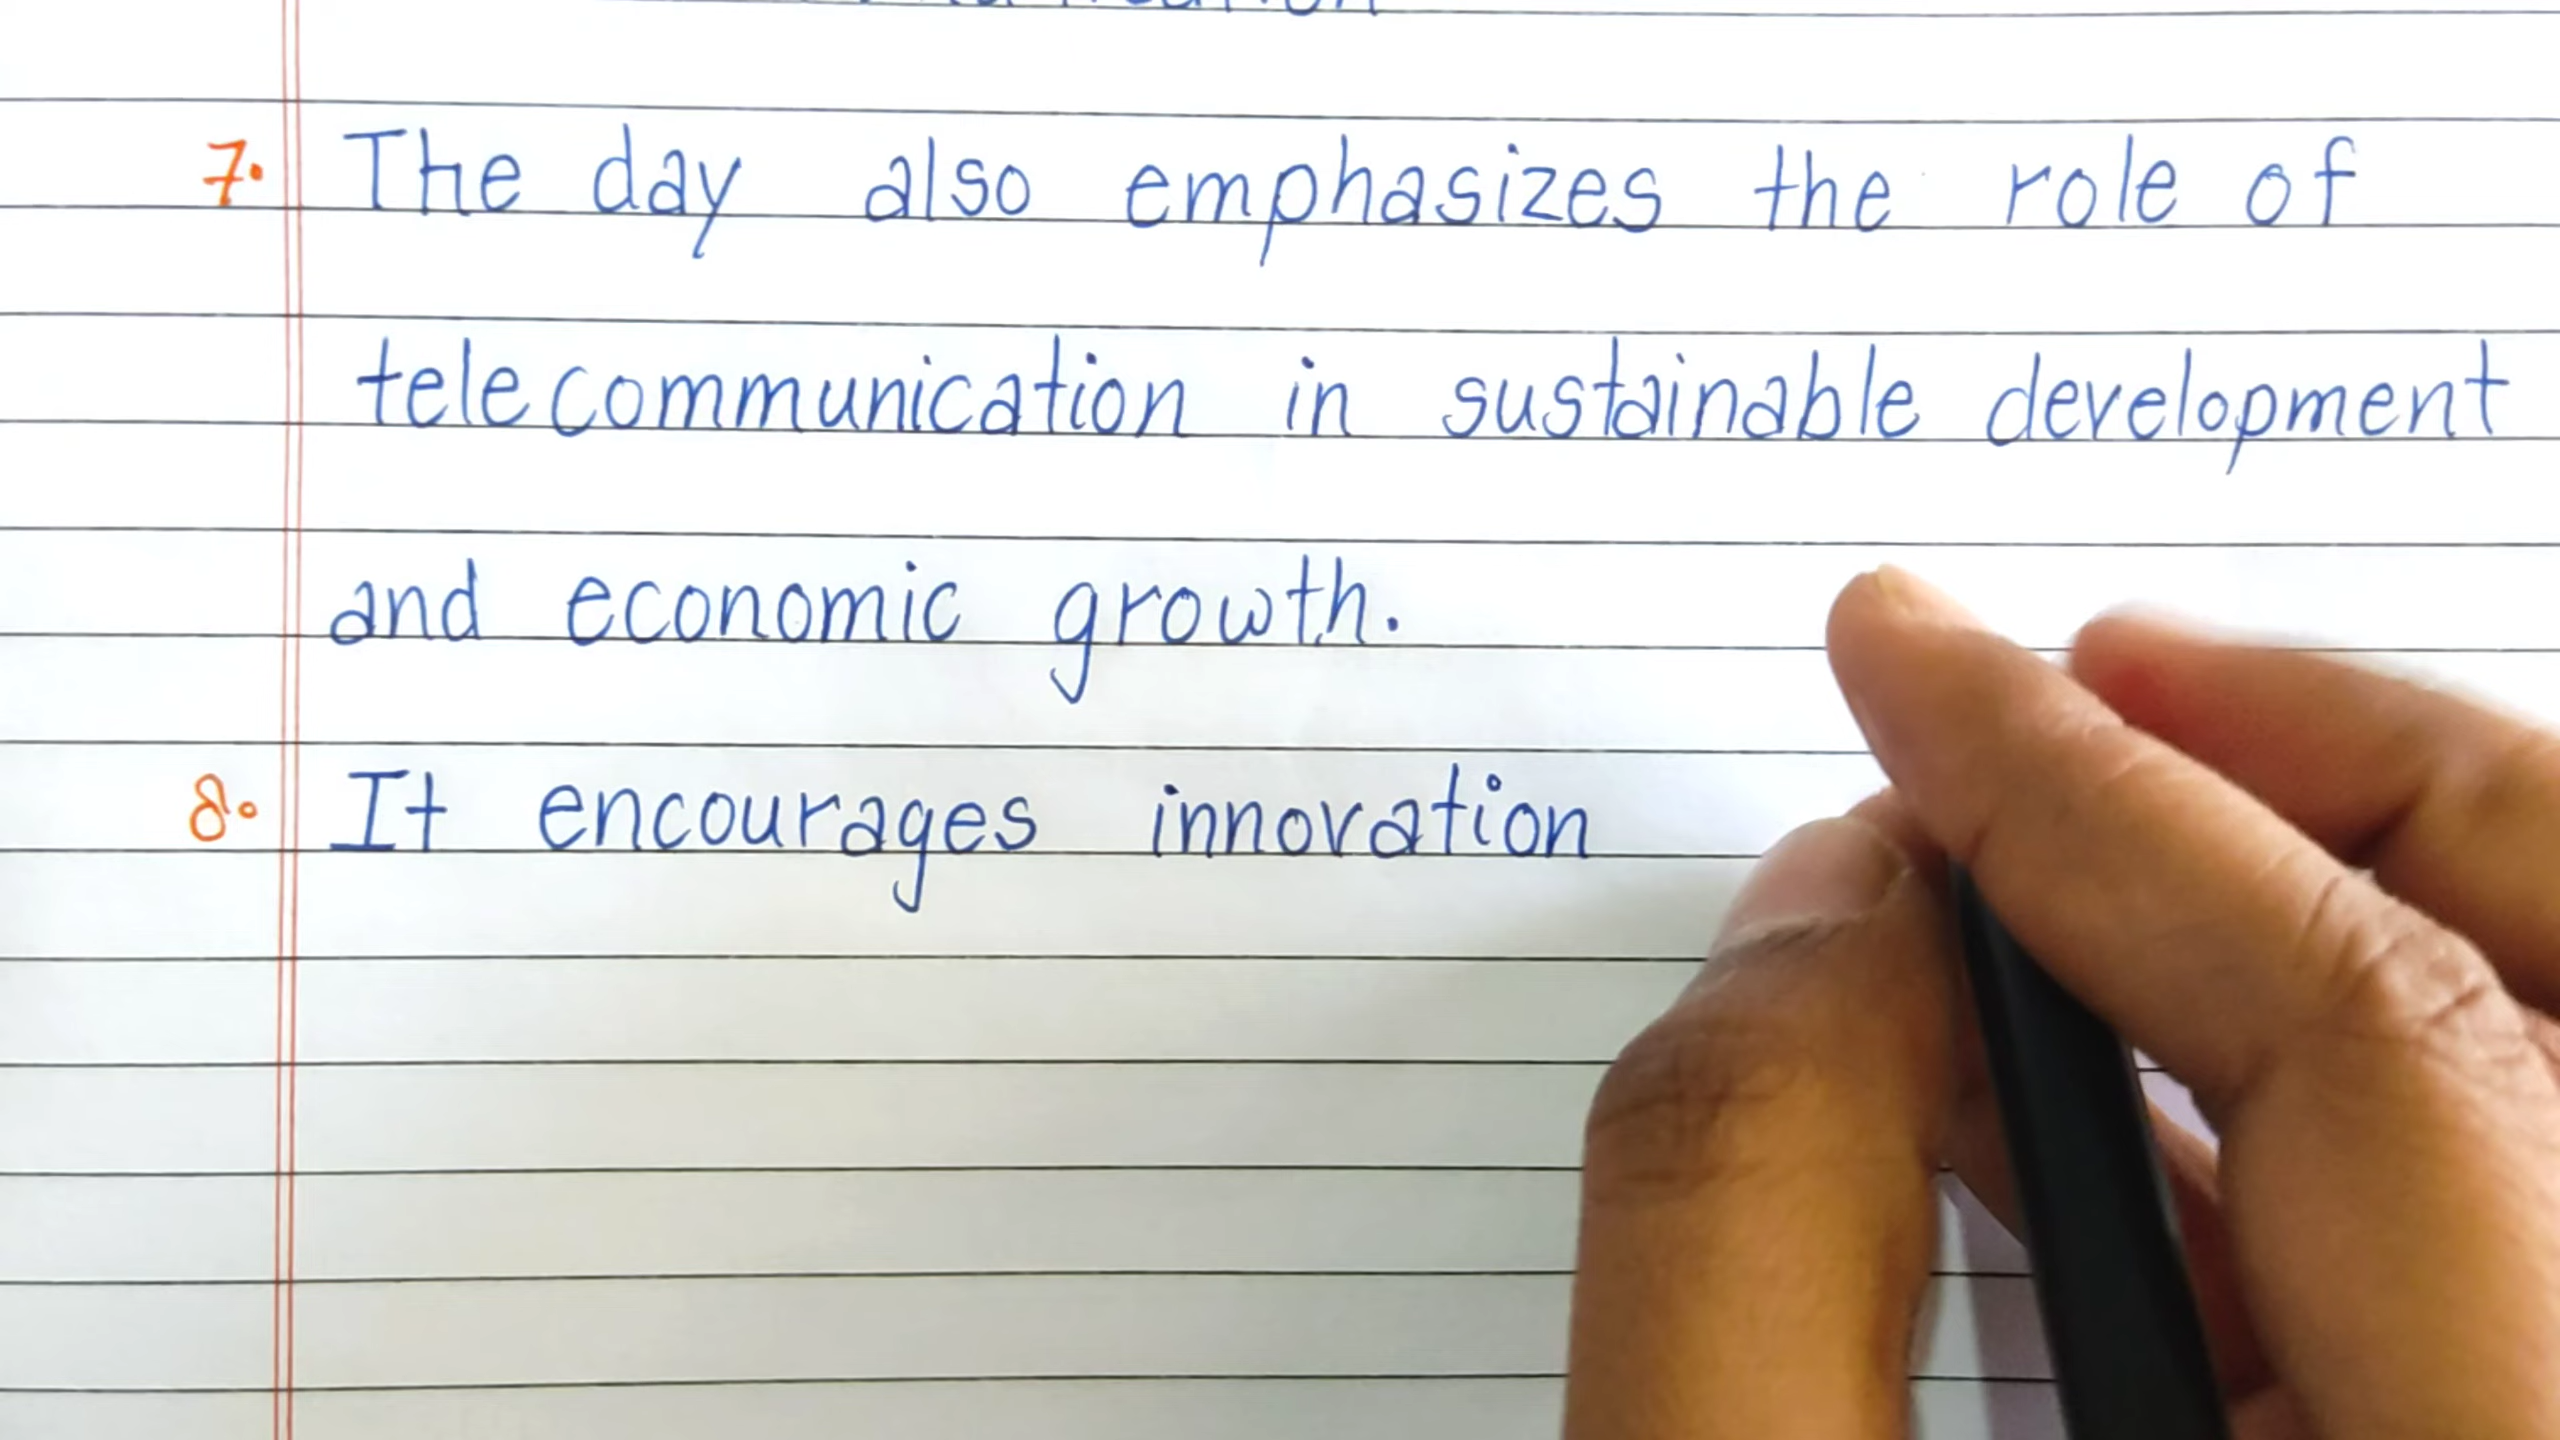 7. The day also emphasizes the role of
telecommunication in sustainable development
and economic growth.
8. It encourages innovation